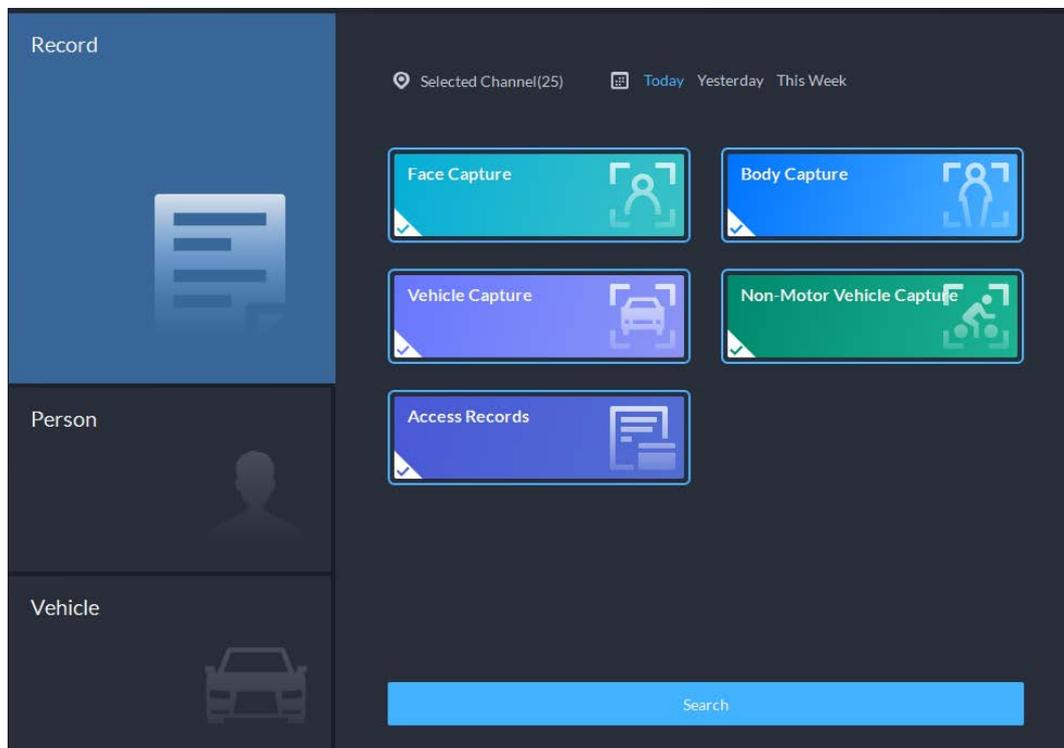 Record
Selected Channel(25) Today Yesterday This Week
Face Capture
Body Capture
Vehicle Capture
Non-Motor Vehicle Capture
Access Records
Person
Vehicle
Search